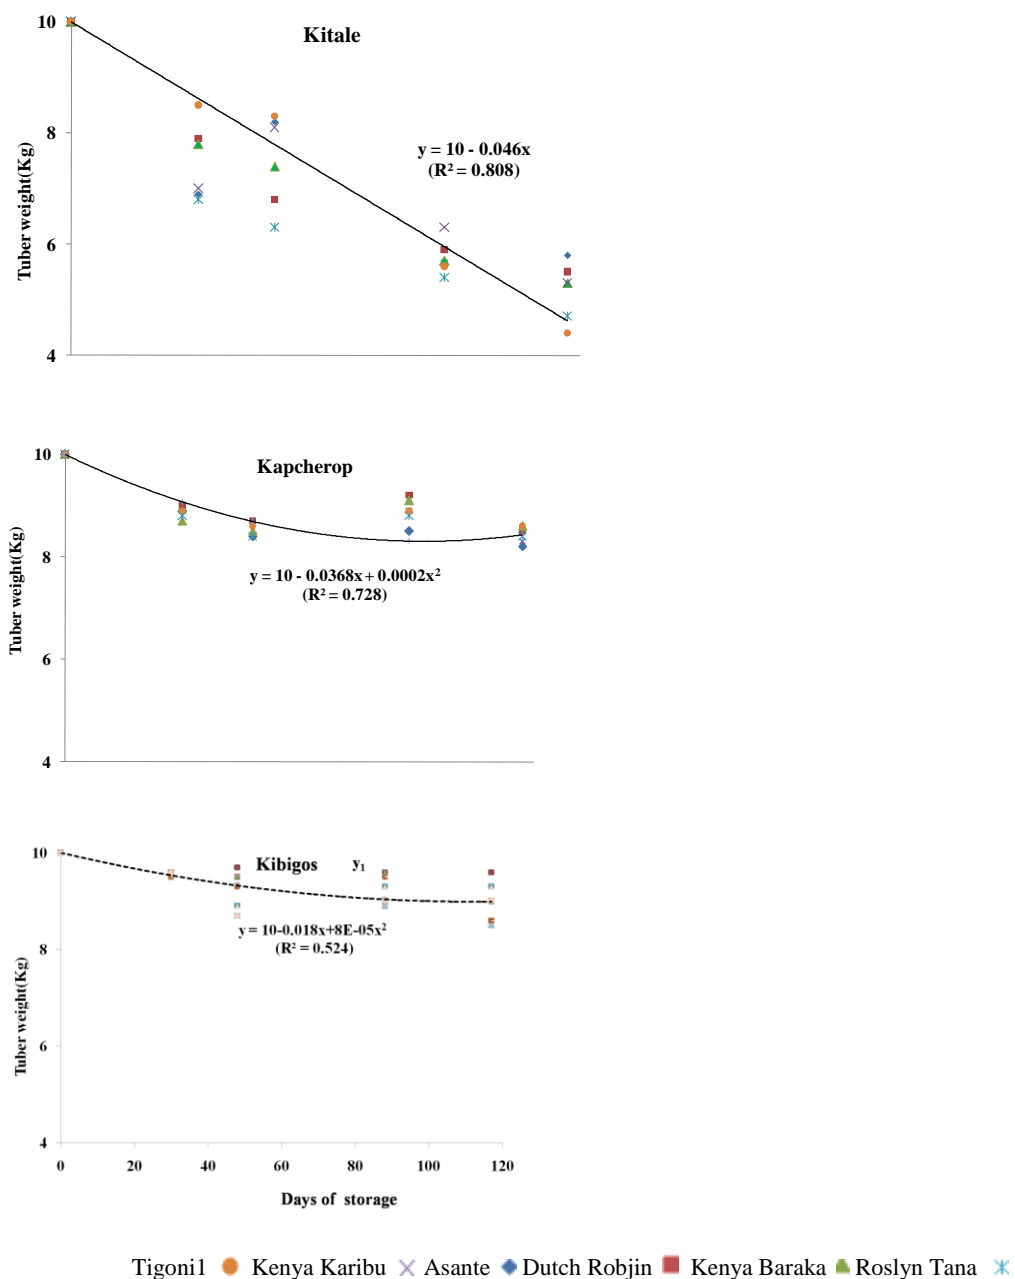 Kitale
10
8
6
4
Tuber weight(Kg)
y = 10 - 0.046x
(R² = 0.808)
Kapcherop
10
8
6
4
Tuber weight(Kg)
y = 10 - 0.0368x + 0.0002x²
(R² = 0.728)
Kibigos y₁
10
8
6
4
Tuber weight(Kg)
y = 10-0.018x+8E-05x²
(R² = 0.524)
0 20 40 60 80 100 120
Days of storage
Tigoni1 Kenya Karibu Asante Dutch Robjin Kenya Baraka Roslyn Tana